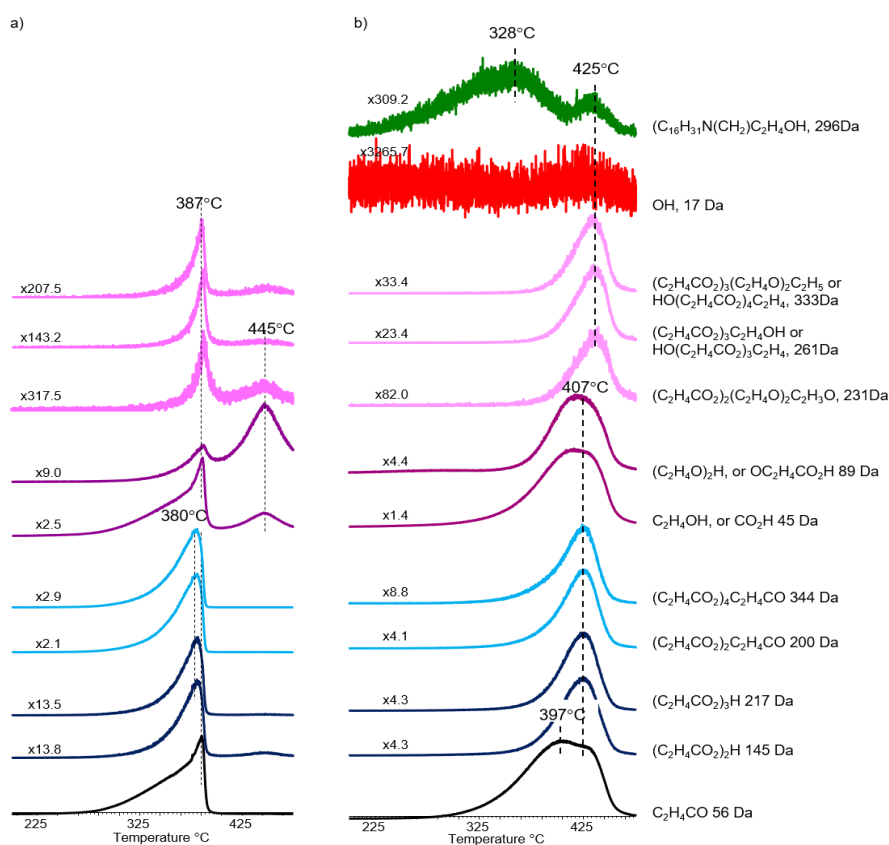 a)
b)
328°C
425°C
x309.2
(C16H31N(CH2)C2H4OH, 296Da
x3265.7
OH, 17 Da
387°C
x207.5
x33.4
(C2H4CO2)3(C2H4O)2C2H5 or
HO(C2H4CO2)4C2H4, 333Da
x143.2
x23.4
(C2H4CO2)3C2H4OH or
HO(C2H4CO2)3C2H4, 261Da
445°C
x317.5
x82.0
(C2H4CO2)2(C2H4O)2C2H3O, 231Da
407°C
x9.0
x4.4
(C2H4O)2H, or OC2H4CO2H 89 Da
x2.5
x1.4
C2H4OH, or CO2H 45 Da
380°C
x2.9
x8.8
(C2H4CO2)4C2H4CO 344 Da
x2.1
x4.1
(C2H4CO2)2C2H4CO 200 Da
x13.5
x4.3
(C2H4CO2)3H 217 Da
397°C
x13.8
x4.3
(C2H4CO2)2H 145 Da
C2H4CO 56 Da
225 325 425
Temperature °C
225 325 425
Temperature °C